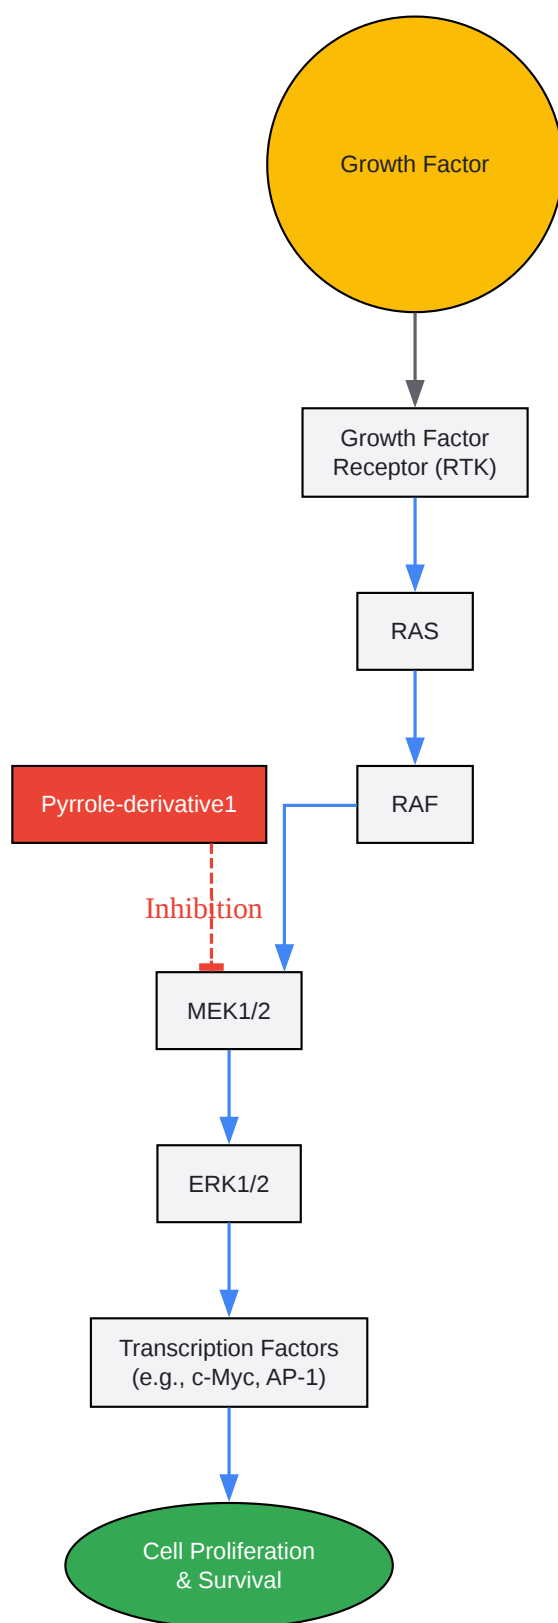 Growth Factor
Growth Factor
Receptor (RTK)
RAS
Pyrrole-derivative1
RAF
Inhibition
MEK1/2
ERK1/2
Transcription Factors
(e.g., c-Myc, AP-1)
Cell Proliferation
& Survival